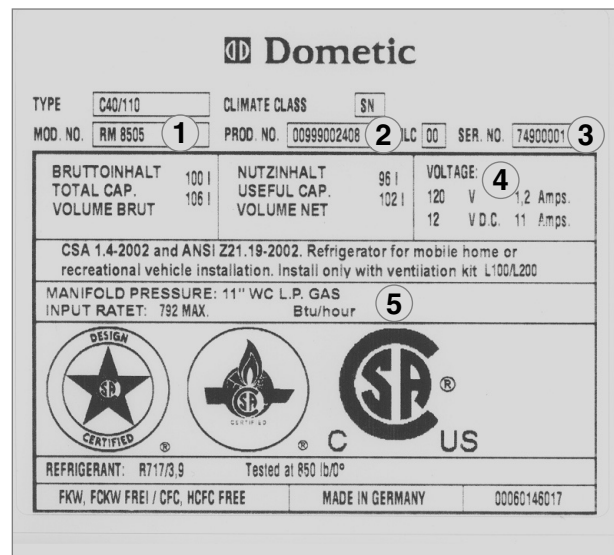 Dometic
TYPE C40/110 CLIMATE CLASS SN
MOD. NO. RM 8505 1 PROD. NO. 00999002408 2 LC 00 SER. NO. 74900001 3
BRUTTOINHALT 100 l NUTZINHALT 96 l VOLTAGE: 4
TOTAL CAP. 106 l USEFUL CAP. 102 l 120 V 1,2 Amps.
VOLUME BRUT VOLUME NET 12 V D.C. 11 Amps.
CSA 1.4-2002 and ANSI Z21.19-2002. Refrigerator for mobile home or
recreational vehicle installation. Install only with ventiiation kit L100/L200
MANIFOLD PRESSURE: 11" WC L.P. GAS 5
INPUT RATET: 792 MAX. Btu/hour
DESIGN
SA
CERTIFIED ®
SA
CERTIFIED ®
C SA ® US
REFRIGERANT: R717/3,9 Tested at 850 lb/0°
FKW, FCKW FREI / CFC, HCFC FREE MADE IN GERMANY 00060146017